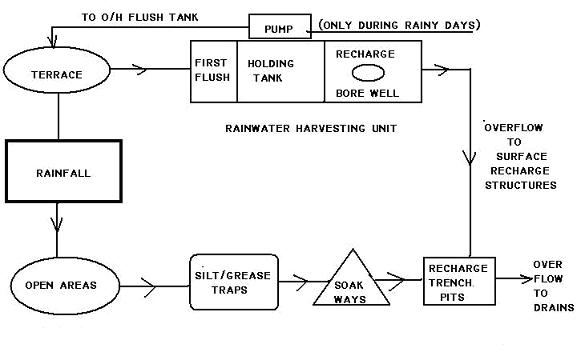 TO O/H FLUSH TANK
PUMP
(ONLY DURING RAINY DAYS)
TERRACE
FIRST
FLUSH
HOLDING
TANK
RECHARGE
BORE WELL
RAINWATER HARVESTING UNIT
OVERFLOW
TO
SURFACE
RECHARGE
STRUCTURES
RAINFALL
OPEN AREAS
SILT/GREASE
TRAPS
SOAK
WAYS
RECHARGE
TRENCH
PITS
OVER
FLOW
TO
DRAINS